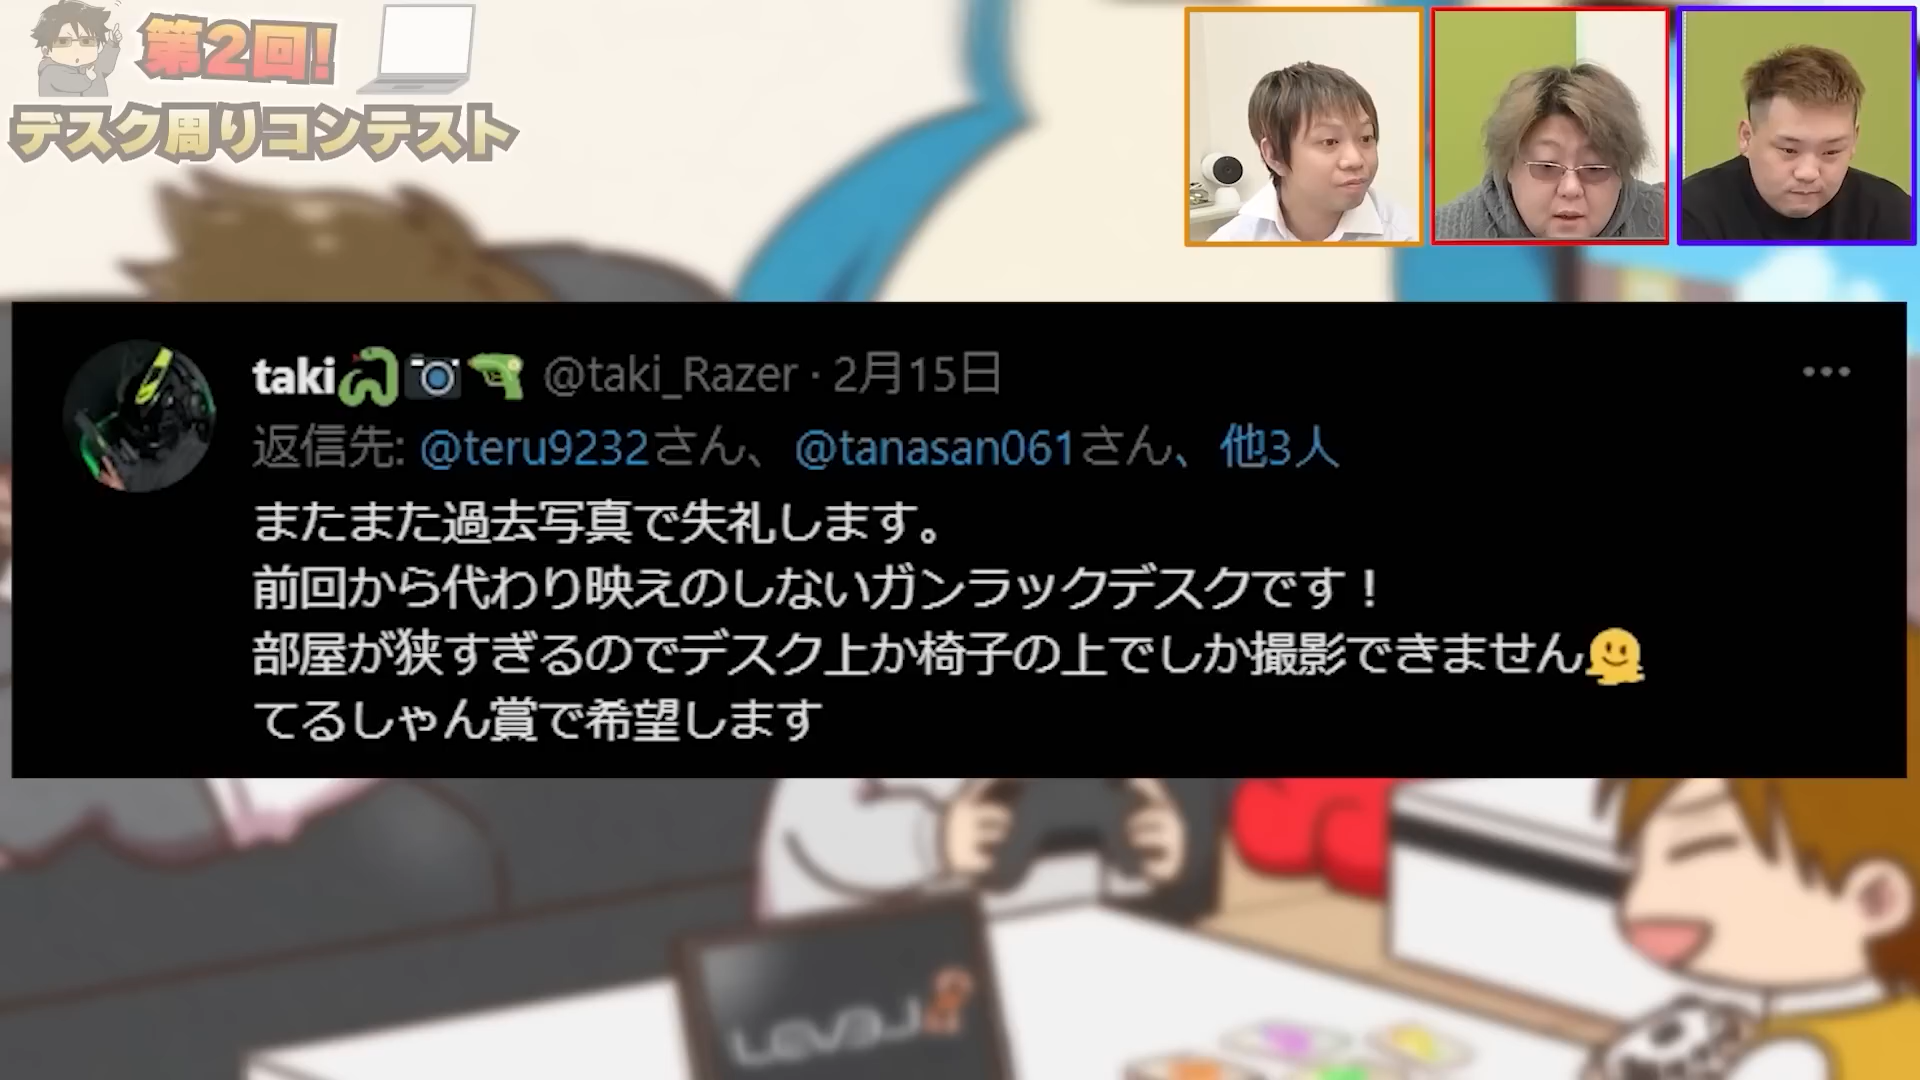 第2回!
デスク周りコンテスト
taki🐍📷🔫 @taki_Razer · 2月15日
返信先: @teru9232さん、@tanasan061さん、他3人
またまた過去写真で失礼します。
前回から代わり映えのしないガンラックデスクです！
部屋が狭すぎるのでデスク上か椅子の上でしか撮影できません🫠
てるしゃん賞で希望します